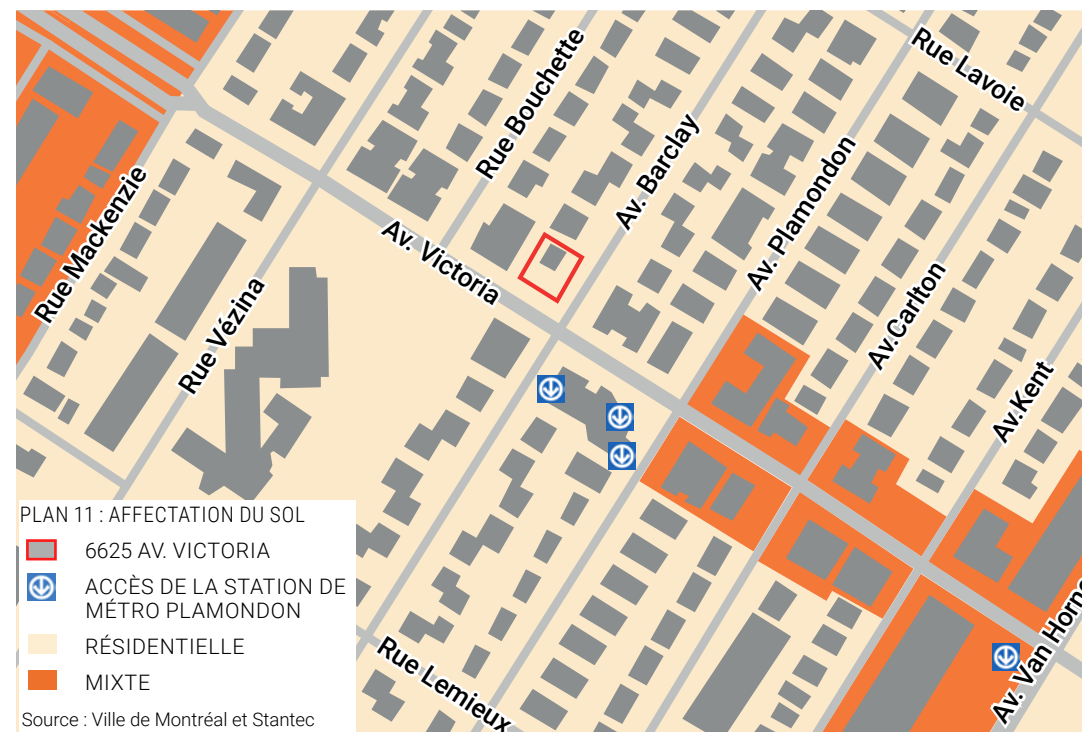 Rue Lavoie
Rue Bouchette
Av. Barclay
Av. Plamondon
Rue Mackenzie
Av. Victoria
Rue Vézina
Av.Carlton
Av.Kent
Av. Van Horne
Rue Lemieux
PLAN 11 : AFFECTATION DU SOL
6625 AV. VICTORIA
ACCÈS DE LA STATION DE
MÉTRO PLAMONDON
RÉSIDENTIELLE
MIXTE
Source : Ville de Montréal et Stantec